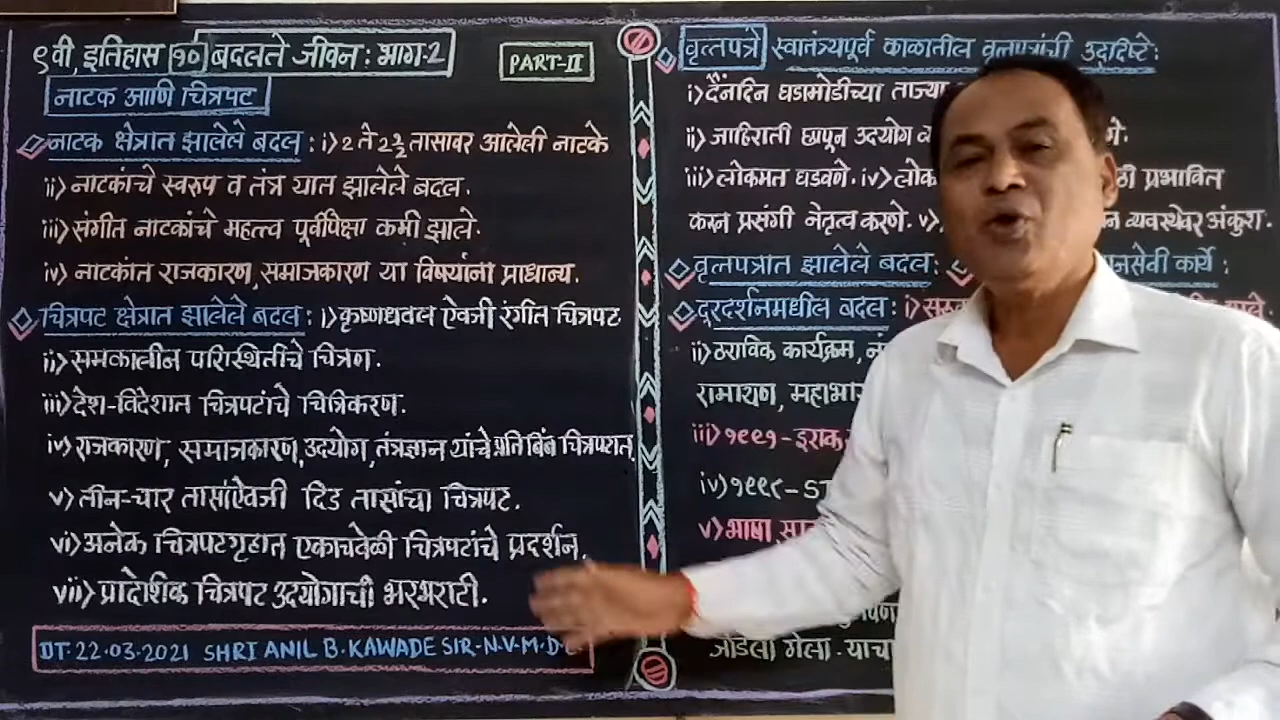 ९वी, इतिहास १० बदलते जीवन : भाग-2
PART-II
नाटक आणि चित्रपट
नाटक क्षेत्रात झालेले बदल : i) 2 ते 2½ तासावर आलेली नाटके
ii) नाटकांचे स्वरुप व तंत्र यात झालेले बदल.
iii) संगीत नाटकांचे महत्त्व पूर्वीपेक्षा कमी झाले.
iv) नाटकांत राजकारण, समाजकारण या विषयांना प्राधान्य.
चित्रपट क्षेत्रात झालेले बदल : i) कृष्णधवल ऐवजी रंगीत चित्रपट
ii) समकालीन परिस्थितीचे चित्रण.
iii) देश-विदेशात चित्रपटांचे चित्रिकरण.
iv) राजकारण, समाजकारण, उदयोग, तंत्रज्ञान यांचे प्रतिबिंब चित्रपटात
v) तीन-चार तासांऐवजी दिड तासांचा चित्रपट.
vi) अनेक चित्रपटगृहात एकाचवेळी चित्रपटांचे प्रदर्शन.
vii) प्रादेशिक चित्रपट उदयोगाची भरभराटी.
DT. 22.03.2021 SHRI ANIL B. KAWADE SIR-N.V.M.D.
वृत्तपत्रे स्वातंत्र्यपूर्व काळातील वृत्तपत्रांची उद्दिष्टे :
i) दैनंदिन घडामोडींच्या ताज्या
ii) जाहिराती छापून उदयोग
iii) लोकमत घडवणे. iv) प्रभावित
करुन प्रसंगी नेतृत्व करणे. v) व्यवस्थेवर अंकुश.
वृत्तपत्रात झालेले बदल : कार्ये :
दूरदर्शनमधील बदल : i)
ii) ठराविक कार्यक्रम,
रामायण,
iii) १९९१-इराक
iv) १९९८-
v) भाषा
जोडला गेला. याचा